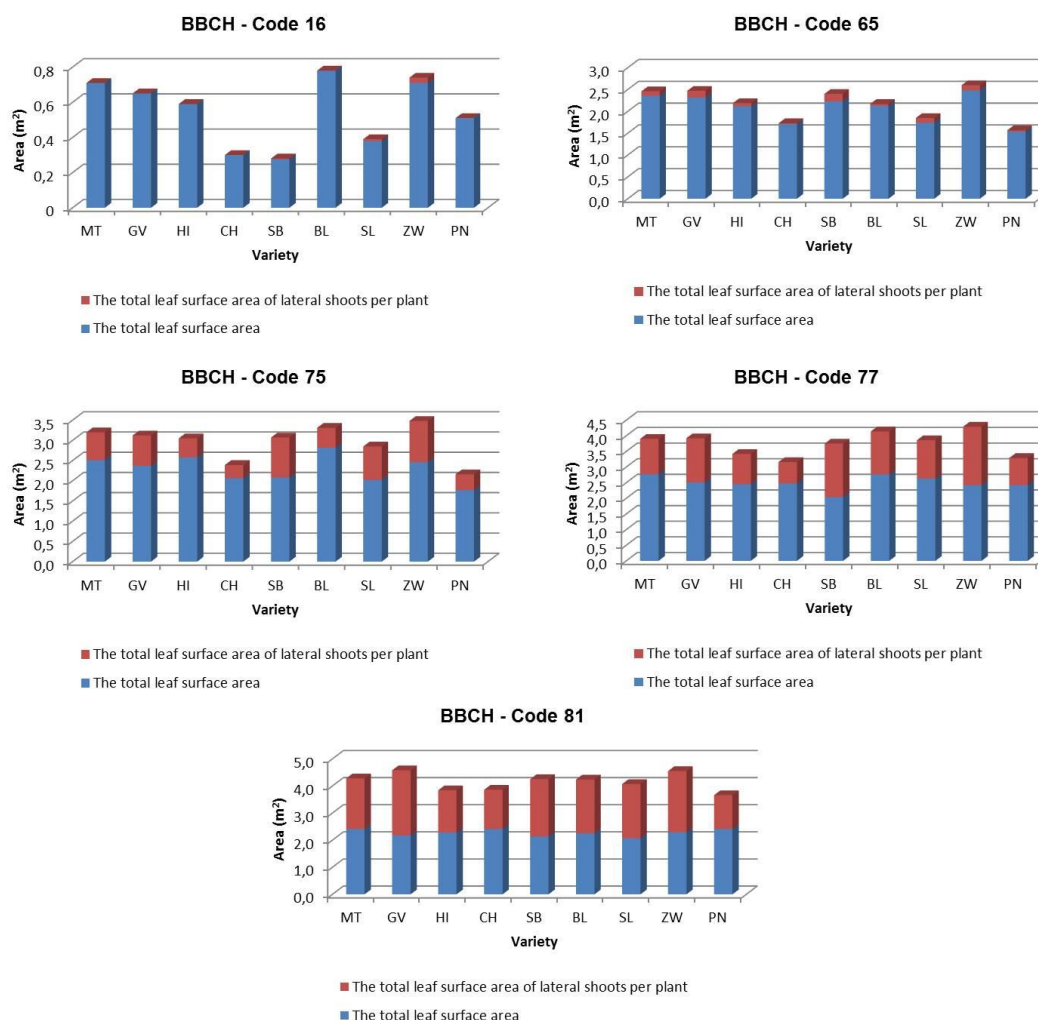 BBCH - Code 16
Area (m²)
0,8
0,6
0,4
0,2
0
MT GV HI CH SB BL SL ZW PN
Variety
The total leaf surface area of lateral shoots per plant
The total leaf surface area
BBCH - Code 65
Area (m²)
3,0
2,5
2,0
1,5
1,0
0,5
0,0
MT GV HI CH SB BL SL ZW PN
Variety
The total leaf surface area of lateral shoots per plant
The total leaf surface area
BBCH - Code 75
Area (m²)
3,5
3,0
2,5
2,0
1,5
1,0
0,5
0,0
MT GV HI CH SB BL SL ZW PN
Variety
The total leaf surface area of lateral shoots per plant
The total leaf surface area
BBCH - Code 77
Area (m²)
4,5
4,0
3,5
3,0
2,5
2,0
1,5
1,0
0,5
0,0
MT GV HI CH SB BL SL ZW PN
Variety
The total leaf surface area of lateral shoots per plant
The total leaf surface area
BBCH - Code 81
Area (m²)
5,0
4,0
3,0
2,0
1,0
0,0
MT GV HI CH SB BL SL ZW PN
Variety
The total leaf surface area of lateral shoots per plant
The total leaf surface area